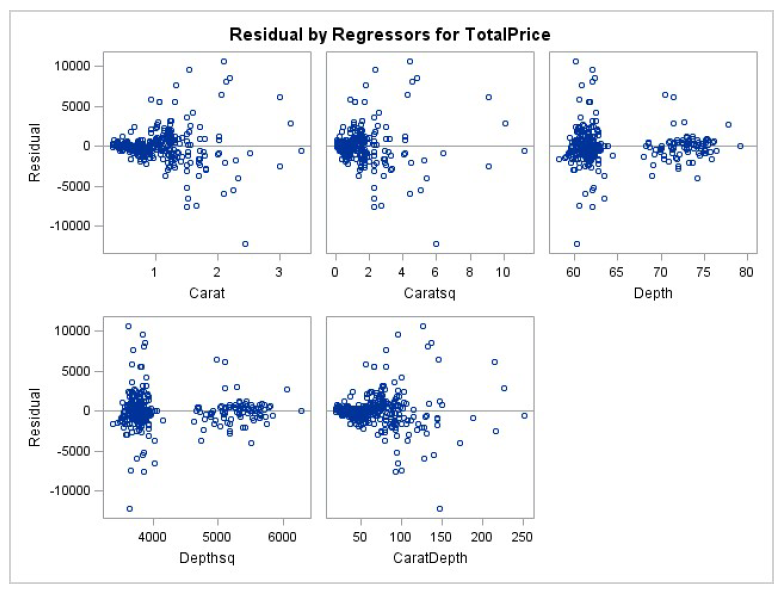 Residual by Regressors for TotalPrice
10000
5000
0
-5000
-10000
Residual
1 2 3
Carat
0 2 4 6 8 10
Caratsq
60 65 70 75 80
Depth
10000
5000
0
-5000
-10000
Residual
4000 5000 6000
Depthsq
50 100 150 200 250
CaratDepth